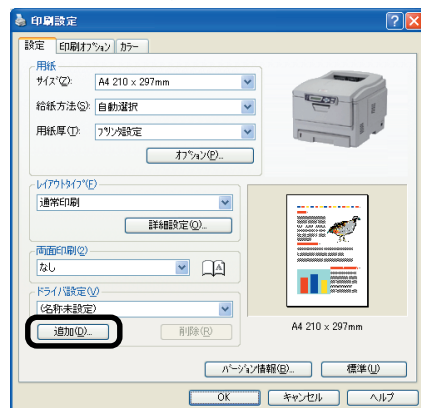 印刷設定
設定 印刷ｵﾌﾟｼｮﾝ ｶﾗｰ
用紙
ｻｲｽﾞ(Z): A4 210 x 297mm
給紙方法(S): 自動選択
用紙厚(T): ﾌﾟﾘﾝﾀ設定
ｵﾌﾟｼｮﾝ(P)...
ﾚｲｱｳﾄﾀｲﾌﾟ(F)
通常印刷
詳細設定(O)...
両面印刷(2)
なし
A
ﾄﾞﾗｲﾊﾞ設定(V)
(名称未設定)
追加(D)...
削除(R)
A4 210 x 297mm
ﾊﾞｰｼﾞｮﾝ情報(B)...
標準(U)
OK
ｷｬﾝｾﾙ
ﾍﾙﾌﾟ